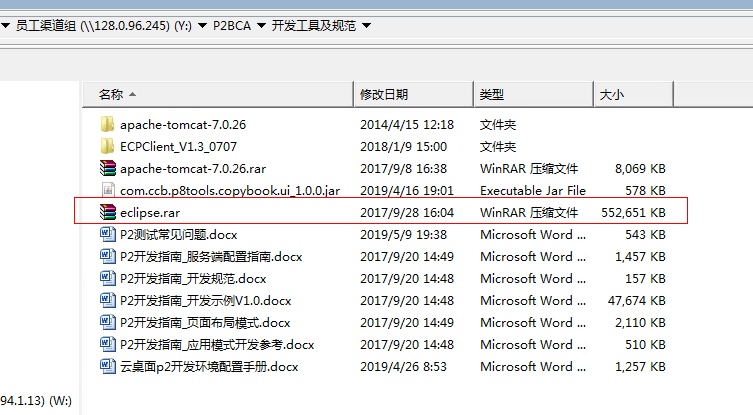 员工渠道组 (\\128.0.96.245) (Y:) P2BCA 开发工具及规范
名称 修改日期 类型 大小
apache-tomcat-7.0.26 2014/4/15 12:18 文件夹
ECPClient_V1.3_0707 2018/1/9 15:00 文件夹
apache-tomcat-7.0.26.rar 2017/9/8 16:38 WinRAR 压缩文件 8,069 KB
com.ccb.p8tools.copybook.ui_1.0.0.jar 2019/4/16 19:01 Executable Jar File 578 KB
eclipse.rar 2017/9/28 16:04 WinRAR 压缩文件 552,651 KB
P2测试常见问题.docx 2019/5/9 19:38 Microsoft Word ... 543 KB
P2开发指南_服务端配置指南.docx 2017/9/20 14:49 Microsoft Word ... 1,457 KB
P2开发指南_开发规范.docx 2017/9/20 14:48 Microsoft Word ... 157 KB
P2开发指南_开发示例V1.0.docx 2017/9/20 14:48 Microsoft Word ... 47,674 KB
P2开发指南_页面布局模式.docx 2017/9/20 14:49 Microsoft Word ... 2,110 KB
P2开发指南_应用模式开发参考.docx 2017/9/20 14:48 Microsoft Word ... 510 KB
云桌面p2开发环境配置手册.docx 2019/4/26 8:53 Microsoft Word ... 1,257 KB
94.1.13) (W:)